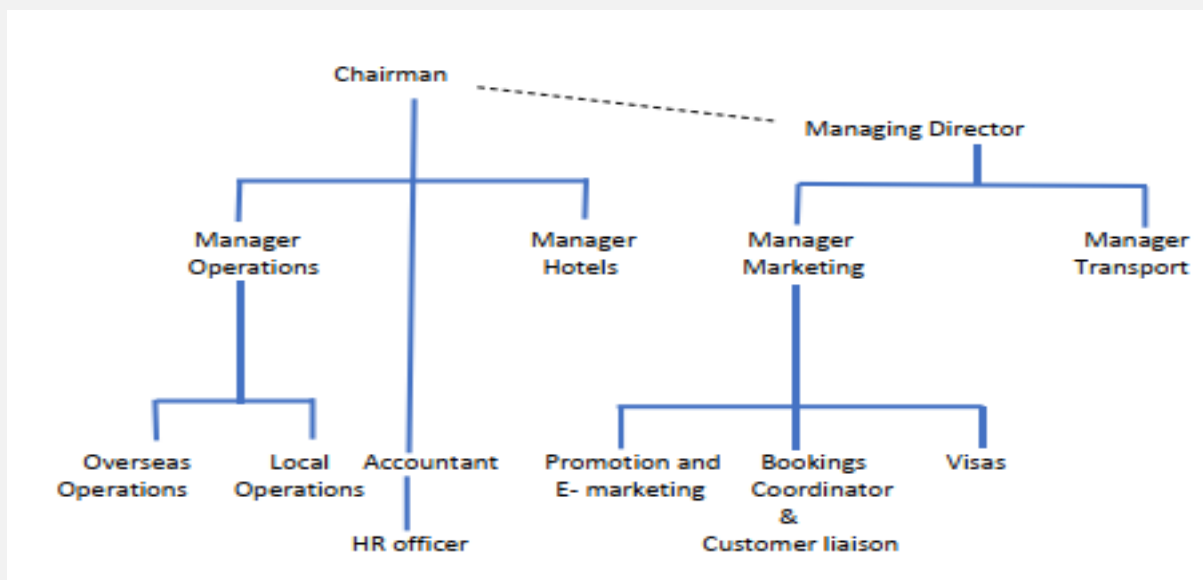 Chairman
Managing Director
Manager
Operations
Manager
Hotels
Manager
Marketing
Manager
Transport
Overseas
Operations
Local
Operations
Accountant
HR officer
Promotion and
E- marketing
Bookings
Coordinator
&
Customer liaison
Visas